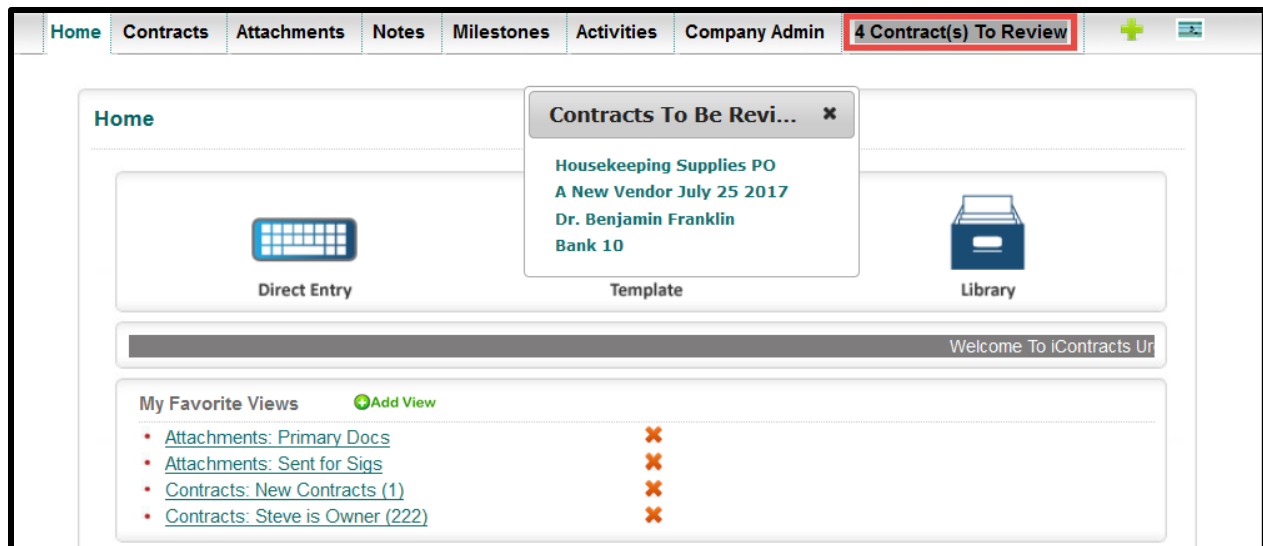 Home Contracts Attachments Notes Milestones Activities Company Admin 4 Contract(s) To Review
Home
Contracts To Be Revi...
Housekeeping Supplies PO
A New Vendor July 25 2017
Dr. Benjamin Franklin
Bank 10
Direct Entry Template Library
Welcome To iContracts Ur
My Favorite Views Add View
Attachments: Primary Docs
Attachments: Sent for Sigs
Contracts: New Contracts (1)
Contracts: Steve is Owner (222)